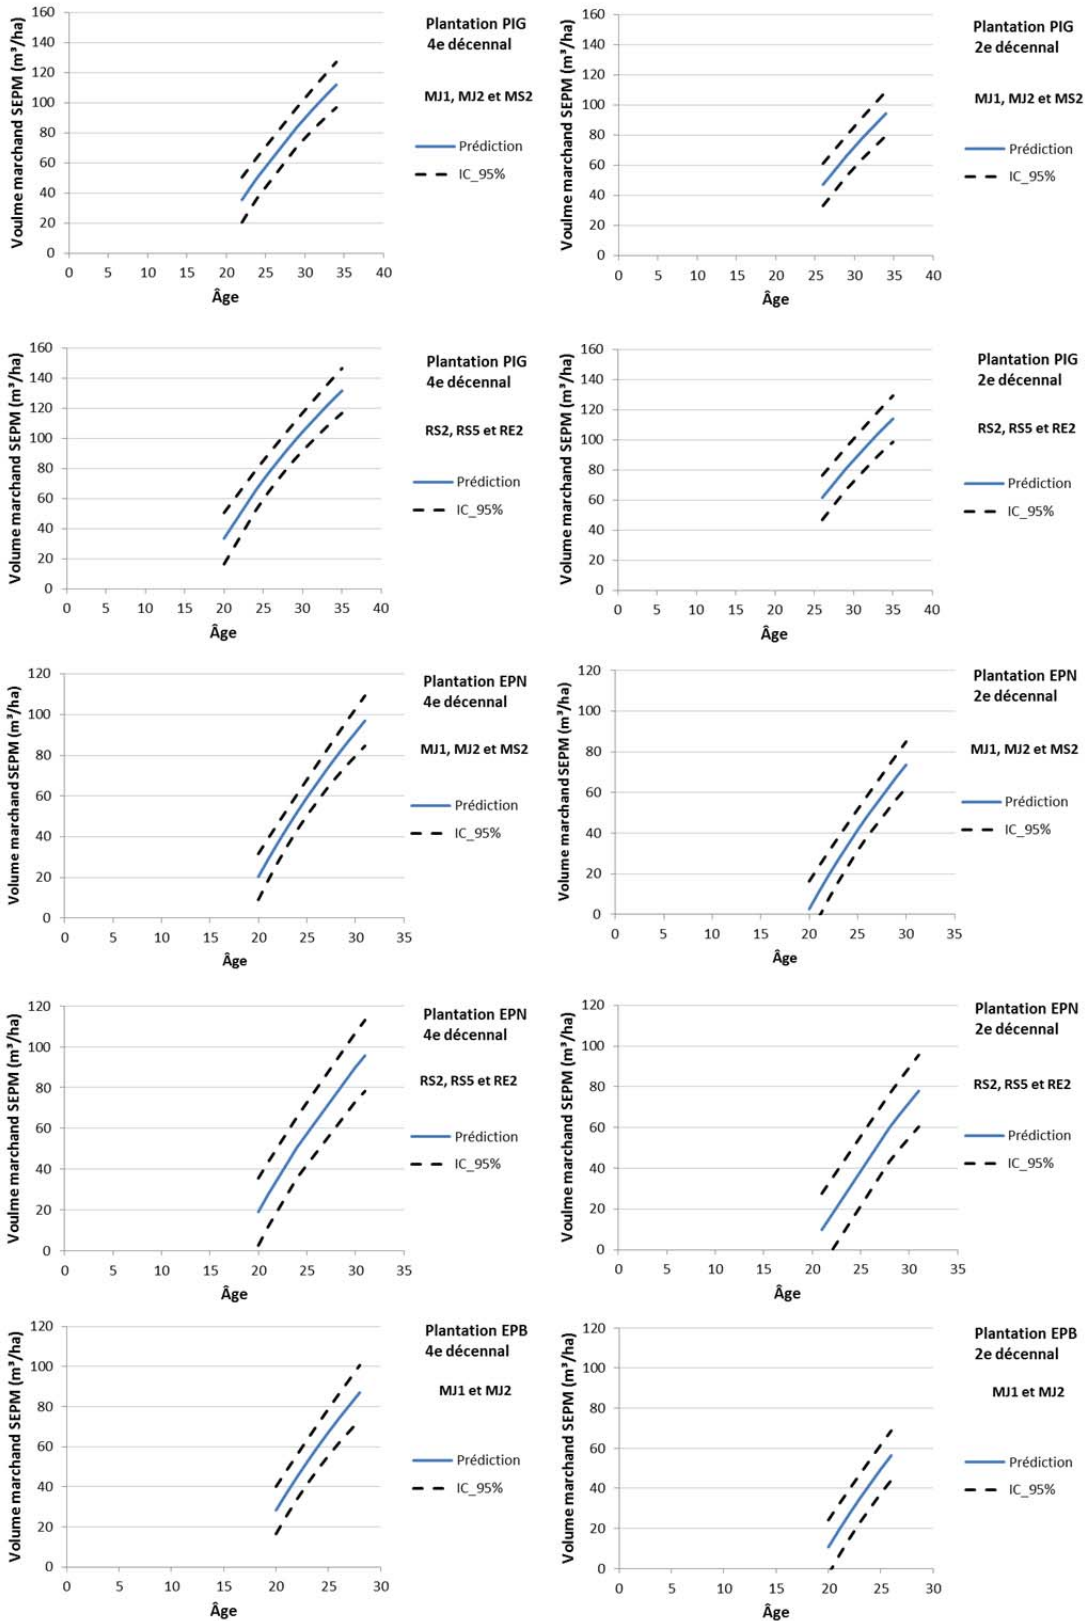 Voulme marchand SEPM (m³/ha)
160
140
120
100
80
60
40
20
0
0 5 10 15 20 25 30 35 40
Âge
Plantation PIG
4e décennal
MJ1, MJ2 et MS2
Prédiction
IC_95%
Voulme marchand SEPM (m³/ha)
160
140
120
100
80
60
40
20
0
0 5 10 15 20 25 30 35 40
Âge
Plantation PIG
2e décennal
MJ1, MJ2 et MS2
Prédiction
IC_95%
Volume marchand SEPM (m³/ha)
160
140
120
100
80
60
40
20
0
0 5 10 15 20 25 30 35 40
Âge
Plantation PIG
4e décennal
RS2, RS5 et RE2
Prédiction
IC_95%
Volume marchand SEPM (m³/ha)
160
140
120
100
80
60
40
20
0
0 5 10 15 20 25 30 35 40
Âge
Plantation PIG
2e décennal
RS2, RS5 et RE2
Prédiction
IC_95%
Volume marchand SEPM (m³/ha)
120
100
80
60
40
20
0
0 5 10 15 20 25 30 35
Âge
Plantation EPN
4e décennal
MJ1, MJ2 et MS2
Prédiction
IC_95%
Volume marchand SEPM (m³/ha)
120
100
80
60
40
20
0
0 5 10 15 20 25 30 35
Âge
Plantation EPN
2e décennal
MJ1, MJ2 et MS2
Prédiction
IC_95%
Voulme marchand SEPM (m³/ha)
120
100
80
60
40
20
0
0 5 10 15 20 25 30 35
Âge
Plantation EPN
4e décennal
RS2, RS5 et RE2
Prédiction
IC_95%
Voulme marchand SEPM (m³/ha)
120
100
80
60
40
20
0
0 5 10 15 20 25 30 35
Âge
Plantation EPN
2e décennal
RS2, RS5 et RE2
Prédiction
IC_95%
Volume marchand SEPM (m³/ha)
120
100
80
60
40
20
0
0 5 10 15 20 25 30
Âge
Plantation EPB
4e décennal
MJ1 et MJ2
Prédiction
IC_95%
Volume marchand SEPM (m³/ha)
120
100
80
60
40
20
0
0 5 10 15 20 25 30
Âge
Plantation EPB
2e décennal
MJ1 et MJ2
Prédiction
IC_95%